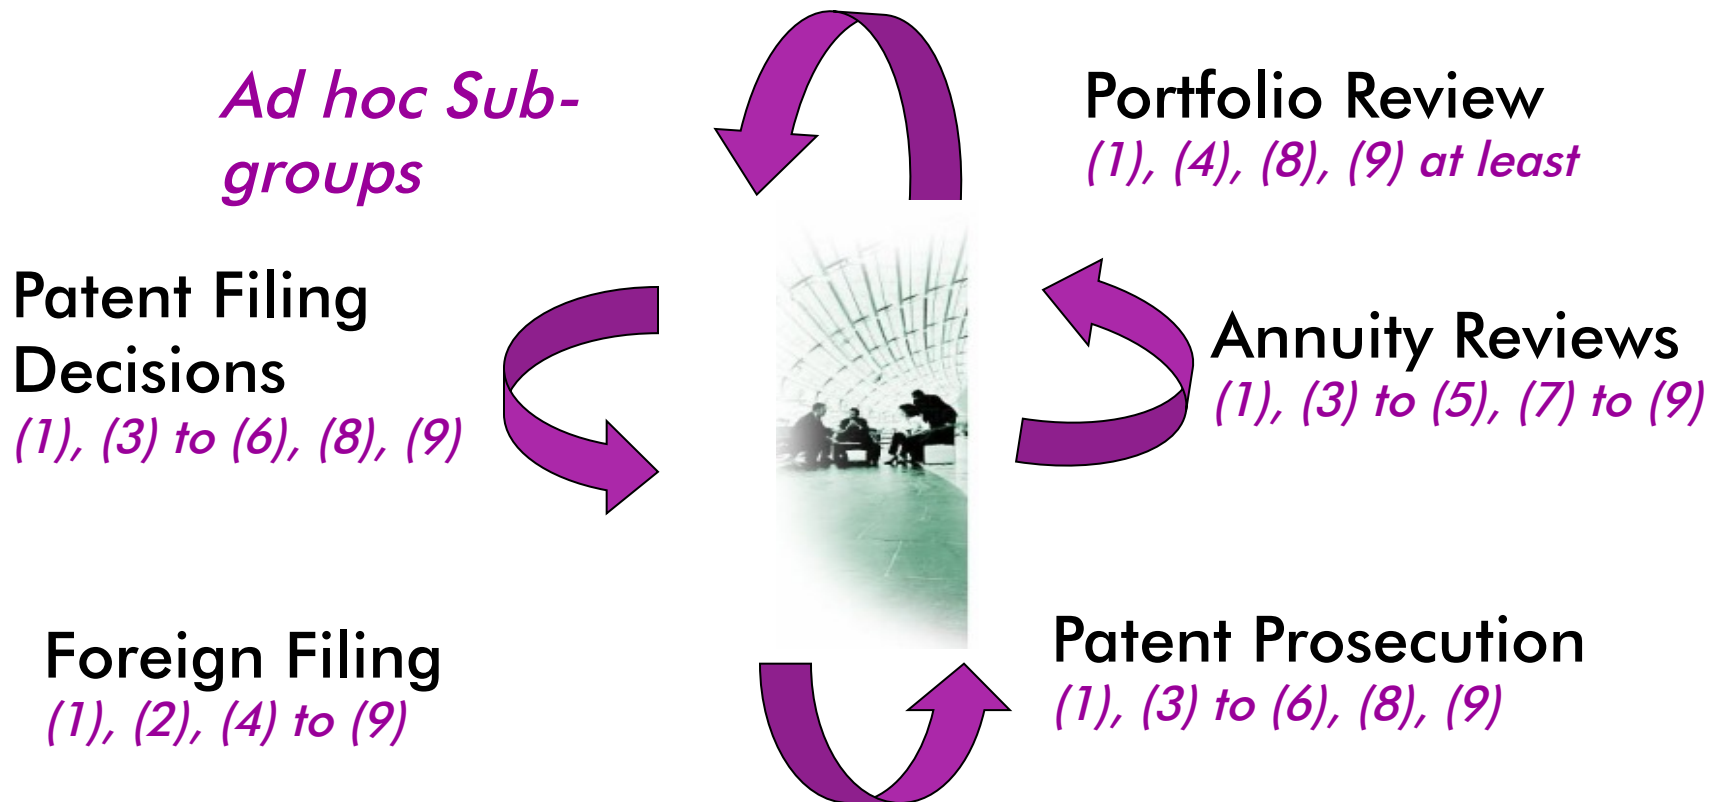 Ad hoc Sub-
groups
Portfolio Review
(1), (4), (8), (9) at least
Patent Filing
Decisions
(1), (3) to (6), (8), (9)
Annuity Reviews
(1), (3) to (5), (7) to (9)
Foreign Filing
(1), (2), (4) to (9)
Patent Prosecution
(1), (3) to (6), (8), (9)